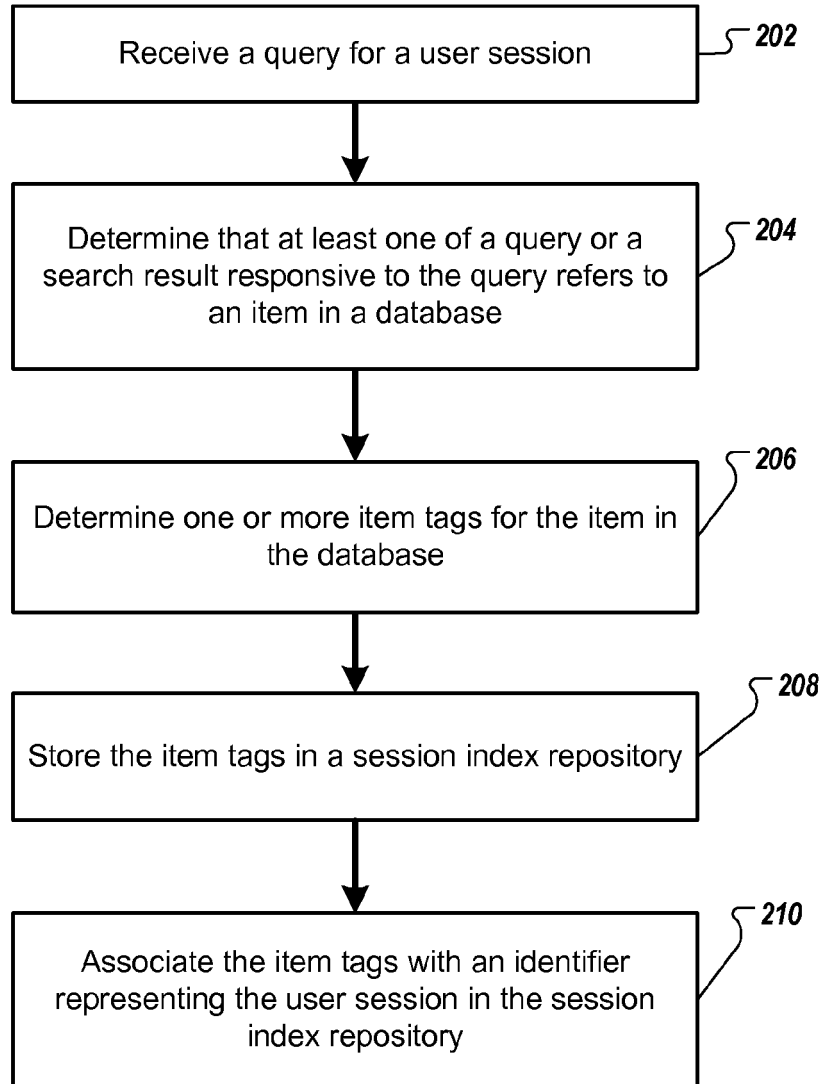 Receive a query for a user session
202
Determine that at least one of a query or a
search result responsive to the query refers to
an item in a database
204
Determine one or more item tags for the item in
the database
206
Store the item tags in a session index repository
208
Associate the item tags with an identifier
representing the user session in the session
index repository
210